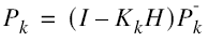 P_k = (I – K_k H)P_k^-